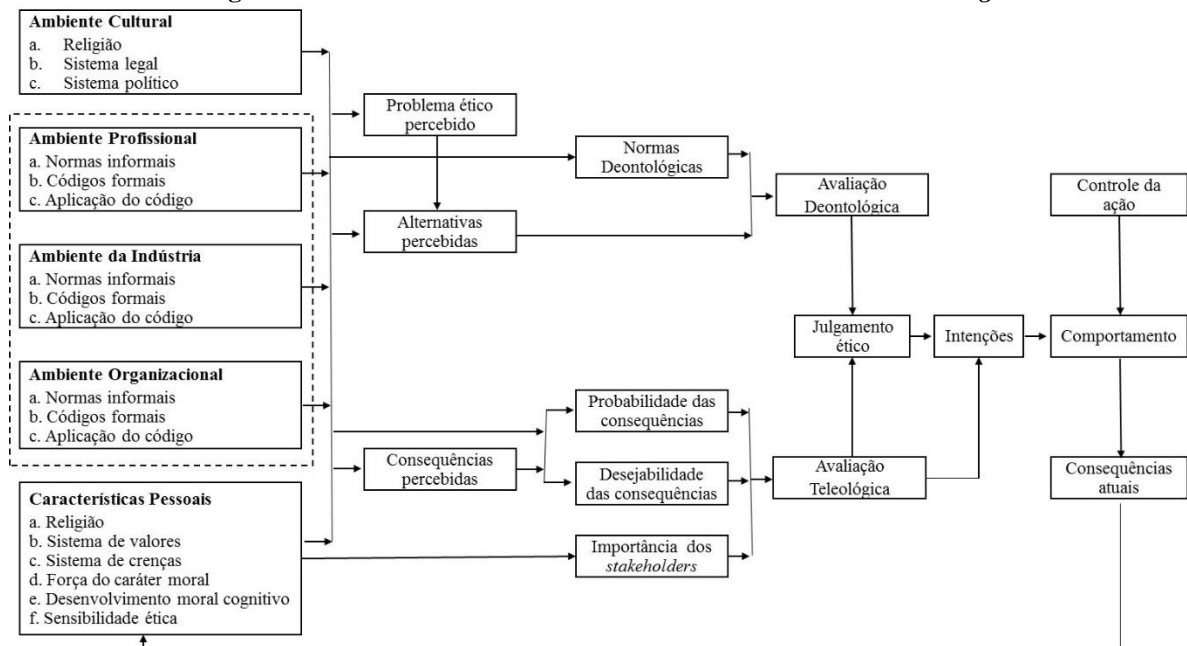 Ambiente Cultural
a. Religião
b. Sistema legal
c. Sistema político
Ambiente Profissional
a. Normas informais
b. Códigos formais
c. Aplicação do código
Ambiente da Indústria
a. Normas informais
b. Códigos formais
c. Aplicação do código
Ambiente Organizacional
a. Normas informais
b. Códigos formais
c. Aplicação do código
Características Pessoais
a. Religião
b. Sistema de valores
c. Sistema de crenças
d. Força do caráter moral
e. Desenvolvimento moral cognitivo
f. Sensibilidade ética
Problema ético
percebido
Alternativas
percebidas
Consequências
percebidas
Normas
Deontológicas
Probabilidade das
consequências
Desejabilidade
das consequências
Importância dos
stakeholders
Avaliação
Deontológica
Julgamento
ético
Avaliação
Teleológica
Intenções
Controle da
ação
Comportamento
Consequências
atuais